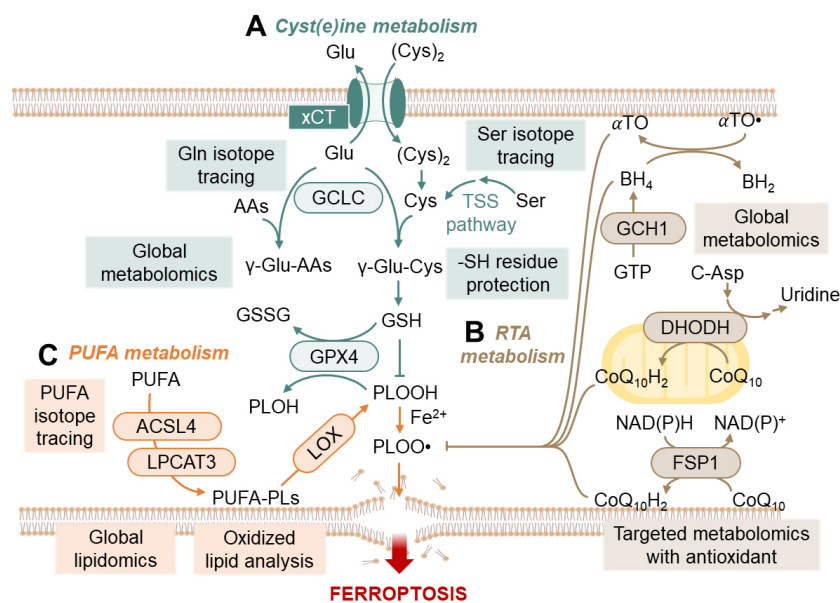 A Cyst(e)ine metabolism
Glu
(Cys)₂
xCT
Glu
(Cys)₂
Gln isotope
tracing
Ser isotope
tracing
AAs
GCLC
Cys
TSS
pathway
Ser
Global
metabolomics
γ-Glu-AAs
γ-Glu-Cys
-SH residue
protection
GSSG
GSH
GPX4
PLOH
PLOOH
Fe²⁺
PLOO•
αTO
αTO•
BH₄
BH₂
GCH1
Global
metabolomics
GTP
C-Asp
Uridine
B RTA
metabolism
DHODH
CoQ₁₀H₂
CoQ₁₀
NAD(P)H
NAD(P)⁺
FSP1
CoQ₁₀H₂
CoQ₁₀
Targeted metabolomics
with antioxidant
C PUFA metabolism
PUFA
PUFA
isotope
tracing
ACSL4
LPCAT3
LOX
PUFA-PLs
Global
lipidomics
Oxidized
lipid analysis
FERROPTOSIS